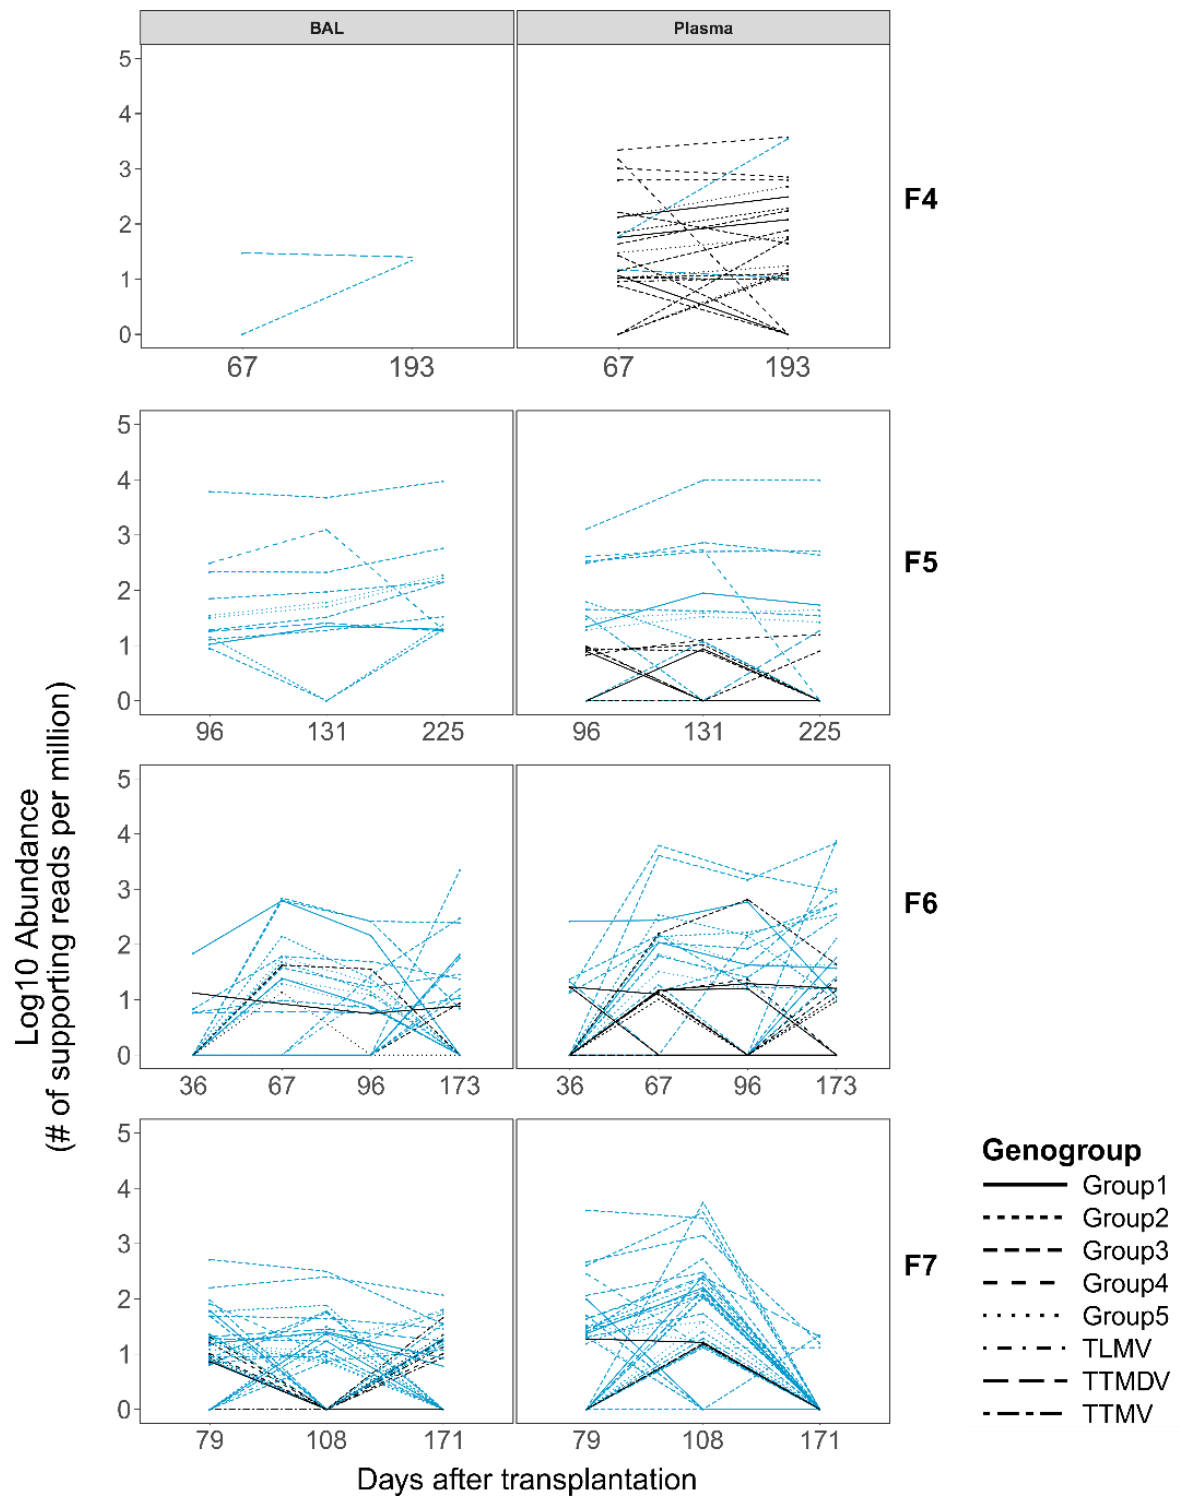 BAL
Plasma
5
4
3
2
1
0
67
193
67
193
F4
5
4
3
2
1
0
96
131
225
96
131
225
F5
Log10 Abundance
(# of supporting reads per million)
5
4
3
2
1
0
36
67
96
173
36
67
96
173
F6
5
4
3
2
1
0
79
108
171
79
108
171
F7
Days after transplantation
Genogroup
Group1
Group2
Group3
Group4
Group5
TLMV
TTMDV
TTMV